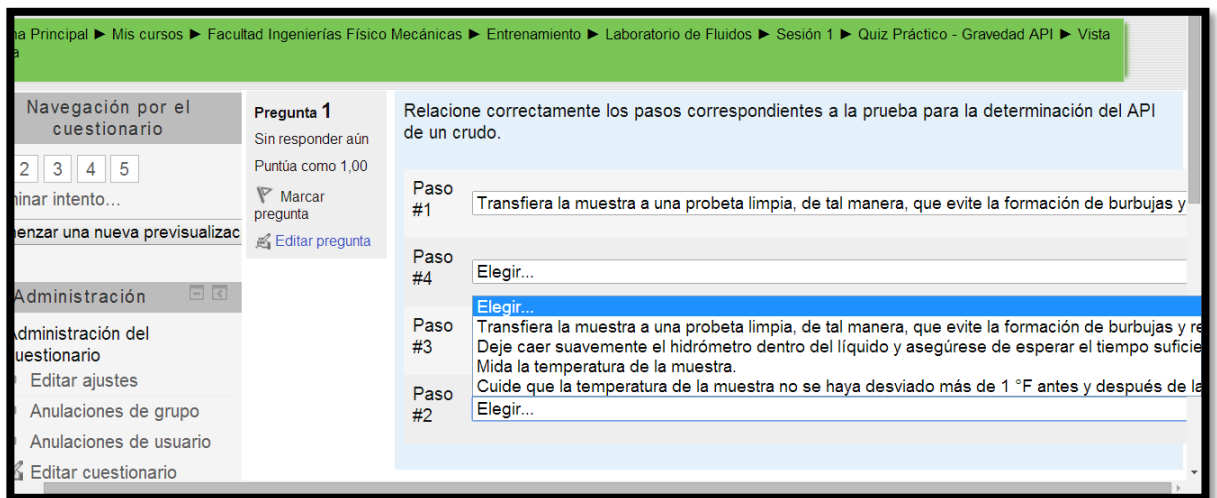 na Principal ► Mis cursos ► Facultad Ingenierías Físico Mecánicas ► Entrenamiento ► Laboratorio de Fluidos ► Sesión 1 ► Quiz Práctico - Gravedad API ► Vista
a
Navegación por el
cuestionario
2 3 4 5
ninar intento...
enzar una nueva previsualizac
Administración
Administración del
uestionario
Editar ajustes
Anulaciones de grupo
Anulaciones de usuario
Editar cuestionario
Pregunta 1
Sin responder aún
Puntúa como 1,00
Marcar
pregunta
Editar pregunta
Relacione correctamente los pasos correspondientes a la prueba para la determinación del API
de un crudo.
Paso
#1
Transfiera la muestra a una probeta limpia, de tal manera, que evite la formación de burbujas y
Paso
#4
Elegir...
Elegir...
Transfiera la muestra a una probeta limpia, de tal manera, que evite la formación de burbujas y re
Deje caer suavemente el hidrómetro dentro del líquido y asegúrese de esperar el tiempo suficie
Mida la temperatura de la muestra.
Cuide que la temperatura de la muestra no se haya desviado más de 1 °F antes y después de la
Paso
#3
Paso
#2
Elegir...